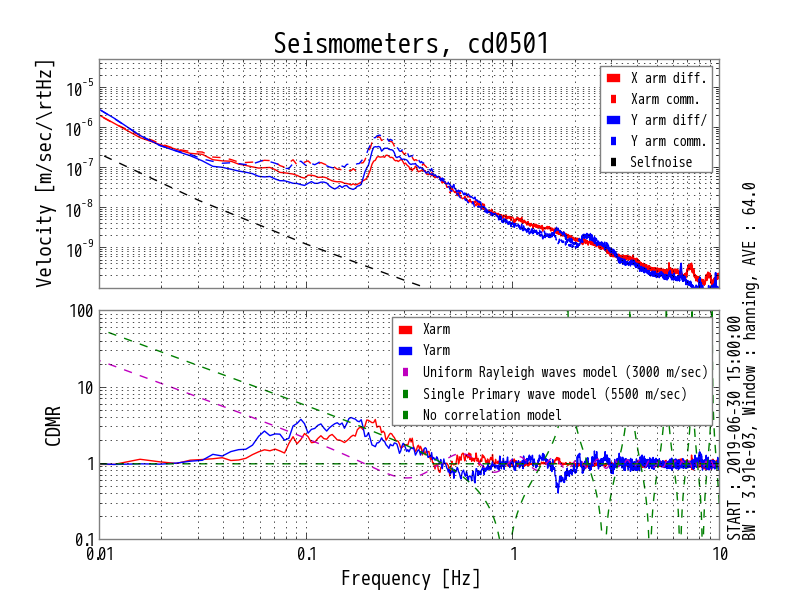 Seismometers, cd0501
Velocity [m/sec/\rtHz]
10^-5
10^-6
10^-7
10^-8
10^-9
X arm diff.
Xarm comm.
Y arm diff/
Y arm comm.
Selfnoise
CDMR
100
10
1
0.1
Xarm
Yarm
Uniform Rayleigh waves model (3000 m/sec)
Single Primary wave model (5500 m/sec)
No correlation model
0.01
0.1
1
10
Frequency [Hz]
START : 2019-06-30 15:00:00
BW : 3.91e-03, Window : hanning, AVE : 64.0